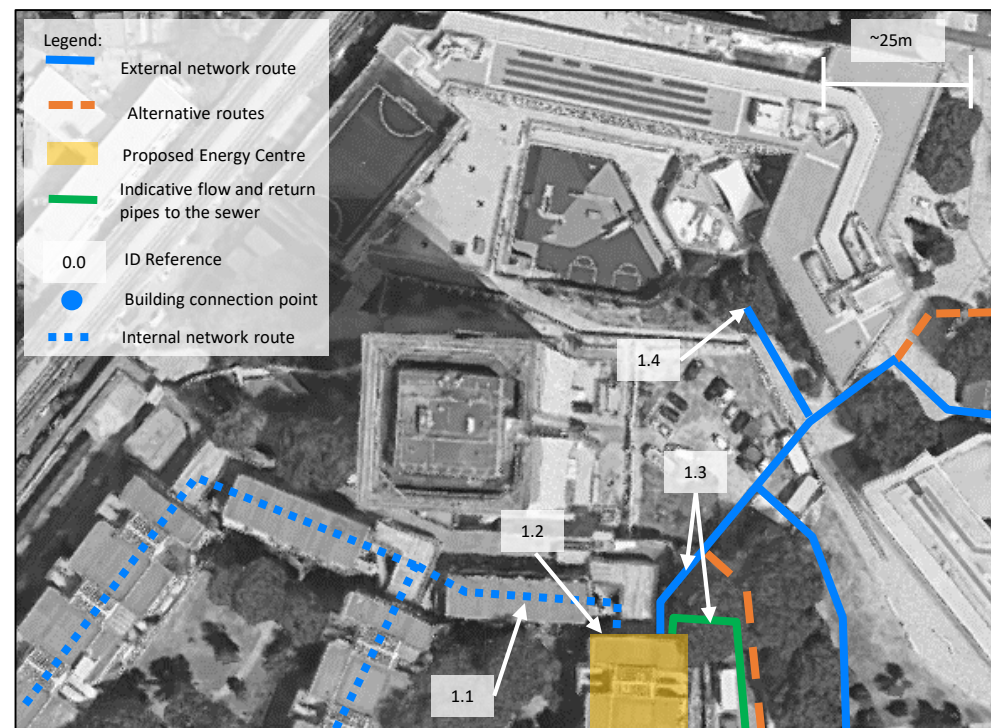 Legend:
External network route
Alternative routes
Proposed Energy Centre
Indicative flow and return
pipes to the sewer
0.0 ID Reference
Building connection point
Internal network route
~25m
1.4
1.3
1.2
1.1